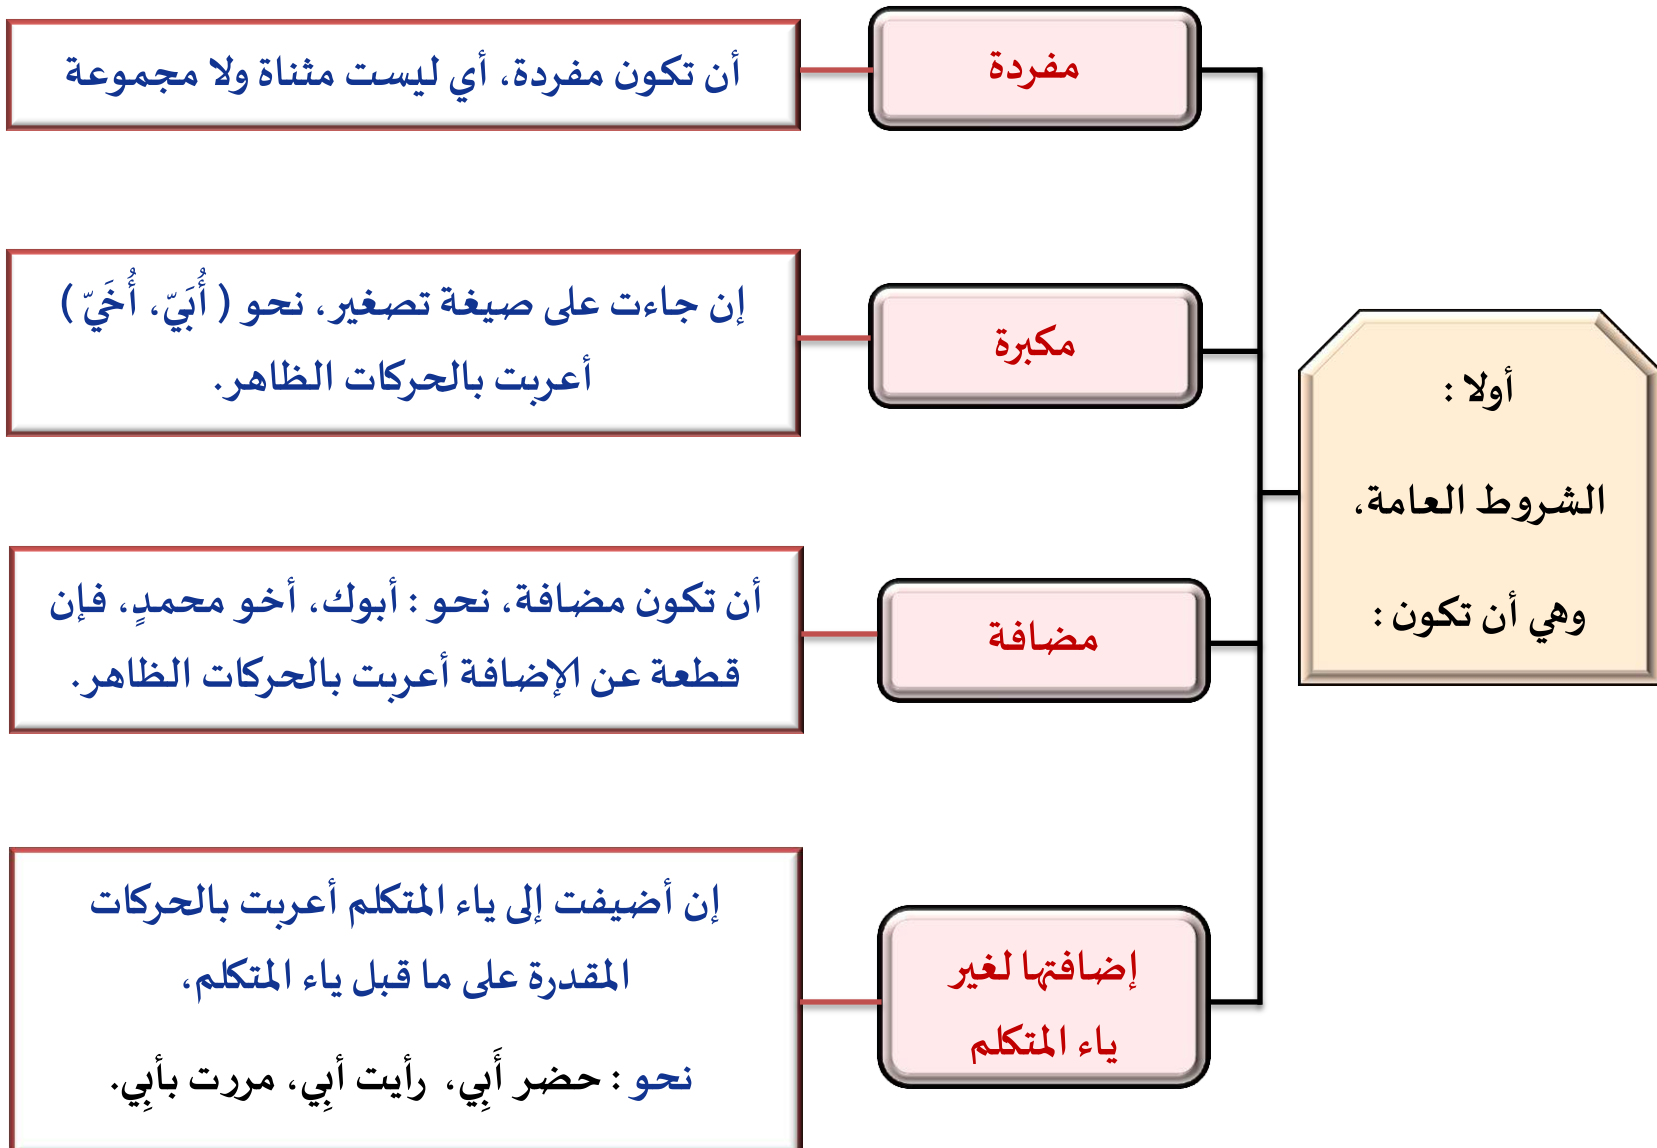 أولا :
الشروط العامة،
وهي أن تكون :
مفردة
أن تكون مفردة، أي ليست مثناة ولا مجموعة
مكبرة
إن جاءت على صيغة تصغير، نحو ( أُبَيّ، أُخَيّ )
أعربت بالحركات الظاهر.
مضافة
أن تكون مضافة، نحو : أبوك، أخو محمدٍ، فإن
قطعة عن الإضافة أعربت بالحركات الظاهر.
إضافتها لغير
ياء المتكلم
إن أضيفت إلى ياء المتكلم أعربت بالحركات
المقدرة على ما قبل ياء المتكلم،
نحو : حضر أَبِي، رأيت أبِي، مررت بأبِي.